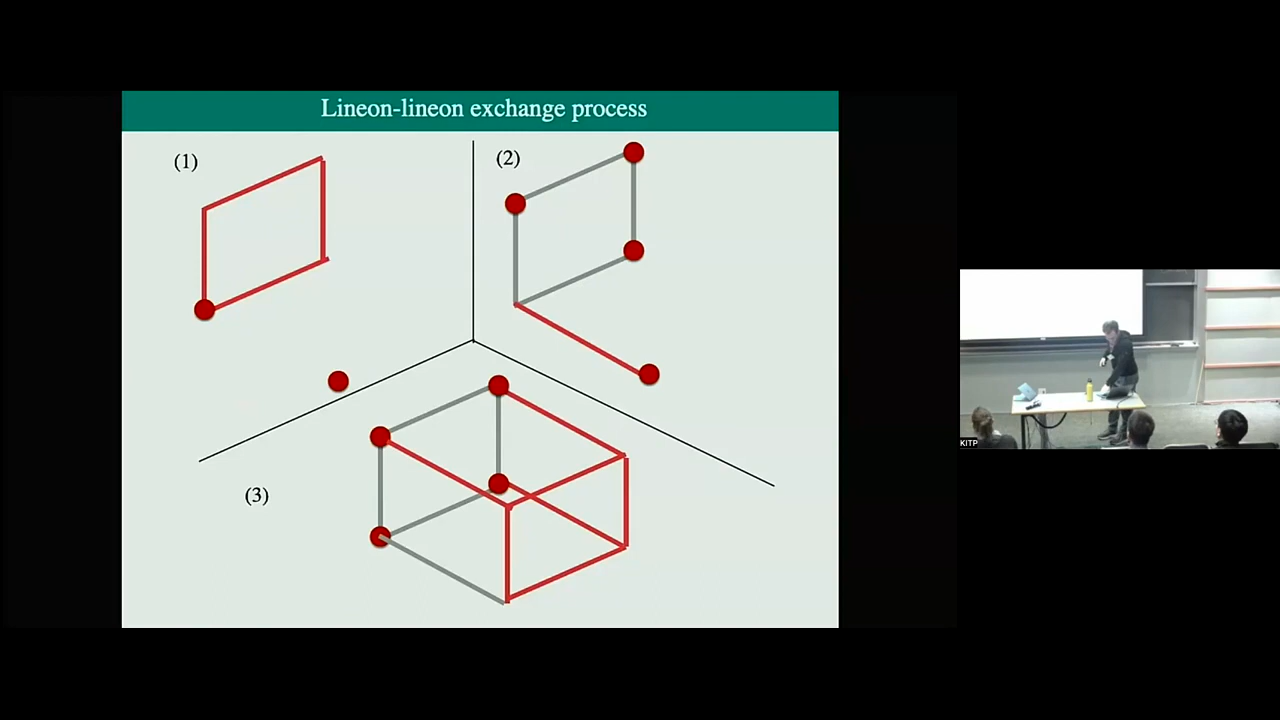 Lineon-lineon exchange process
(1)
(2)
(3)
KITP